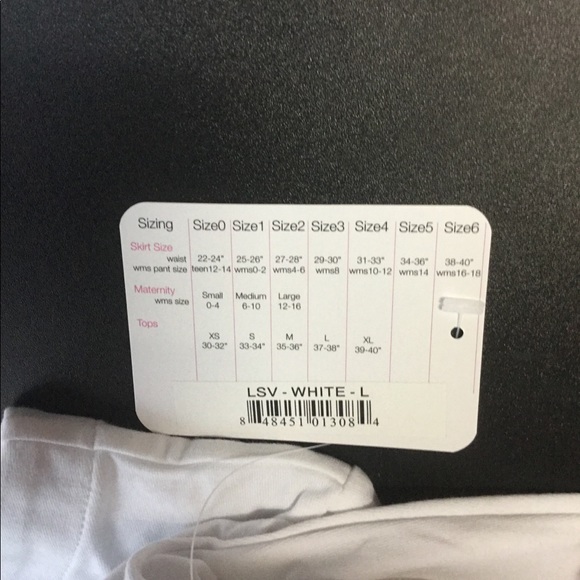 Sizing Size0 Size1 Size2 Size3 Size4 Size5 Size6
Skirt Size
waist 22-24" 25-26" 27-28" 29-30" 31-33" 34-36" 38-40"
wms pant size teen12-14 wms0-2 wms4-6 wms8 wms10-12 wms14 wms16-18
Maternity Small Medium Large
wms size 0-4 6-10 12-16
Tops
XS S M L XL
30-32" 33-34" 35-36" 37-38" 39-40"
LSV - WHITE - L
8 48451 01308 4